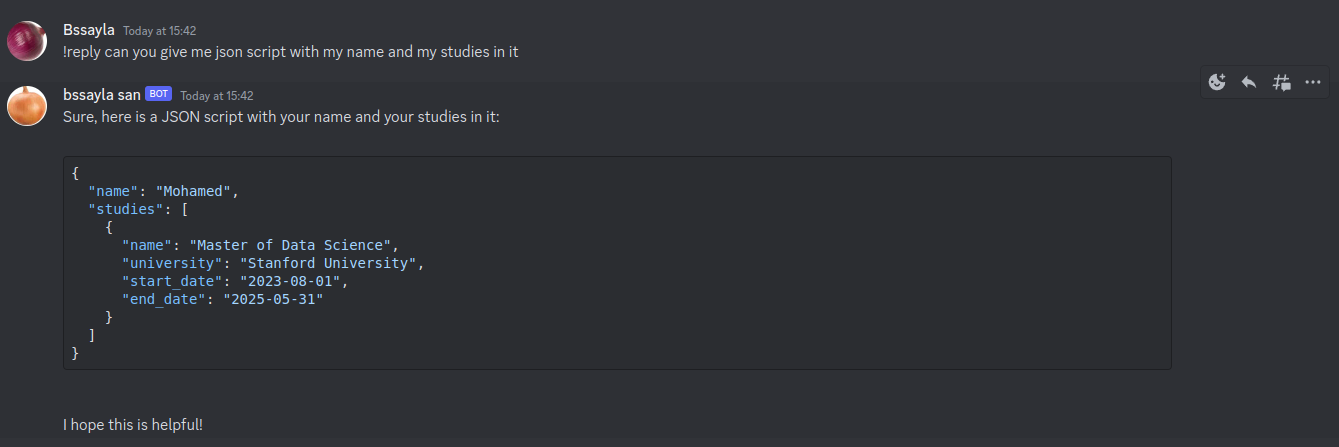 Bssayla Today at 15:42
!reply can you give me json script with my name and my studies in it
bssayla san BOT Today at 15:42
Sure, here is a JSON script with your name and your studies in it:
{
  "name": "Mohamed",
  "studies": [
    {
      "name": "Master of Data Science",
      "university": "Stanford University",
      "start_date": "2023-08-01",
      "end_date": "2025-05-31"
    }
  ]
}
I hope this is helpful!